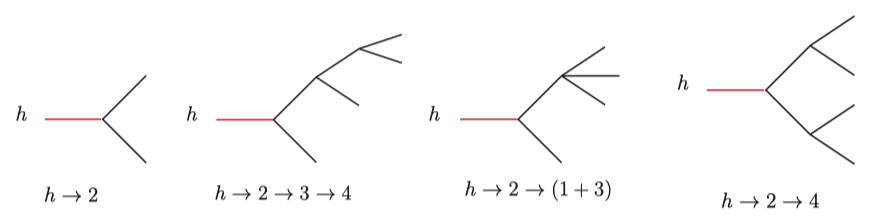 h
h → 2
h
h → 2 → 3 → 4
h
h → 2 → (1 + 3)
h
h → 2 → 4